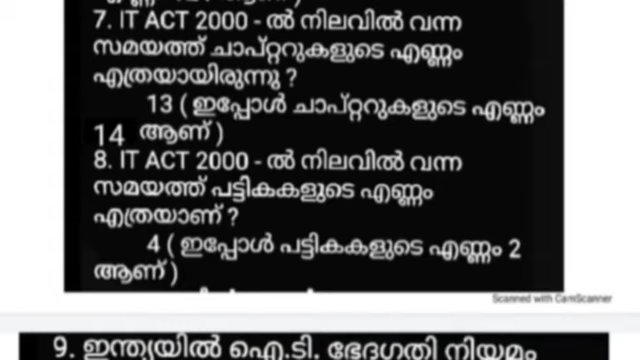 7. IT ACT 2000 - ൽ നിലവിൽ വന്ന
സമയത്ത് ചാപ്റ്ററുകളുടെ എണ്ണം
എത്രയായിരുന്നു ?
13 ( ഇപ്പോൾ ചാപ്റ്ററുകളുടെ എണ്ണം
14 ആണ് )
8. IT ACT 2000 - ൽ നിലവിൽ വന്ന
സമയത്ത് പട്ടികകളുടെ എണ്ണം
എത്രയാണ് ?
4 ( ഇപ്പോൾ പട്ടികകളുടെ എണ്ണം 2
ആണ് )
Scanned with CamScanner
9. ഇന്ത്യയിൽ ഐ.ടി. ഭേദഗതി നിയമം